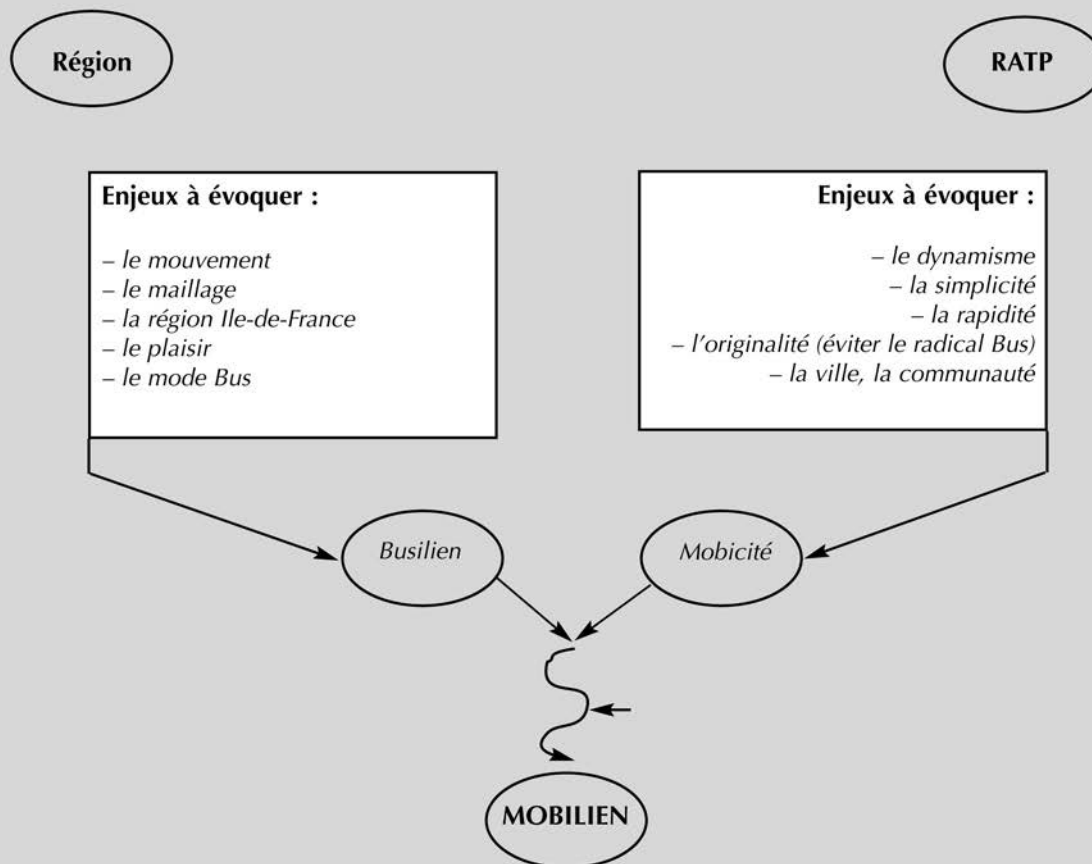 Région
RATP
Enjeux à évoquer :
– le mouvement
– le maillage
– la région Ile-de-France
– le plaisir
– le mode Bus
Enjeux à évoquer :
– le dynamisme
– la simplicité
– la rapidité
– l'originalité (éviter le radical Bus)
– la ville, la communauté
Busilien
Mobicité
MOBILIEN